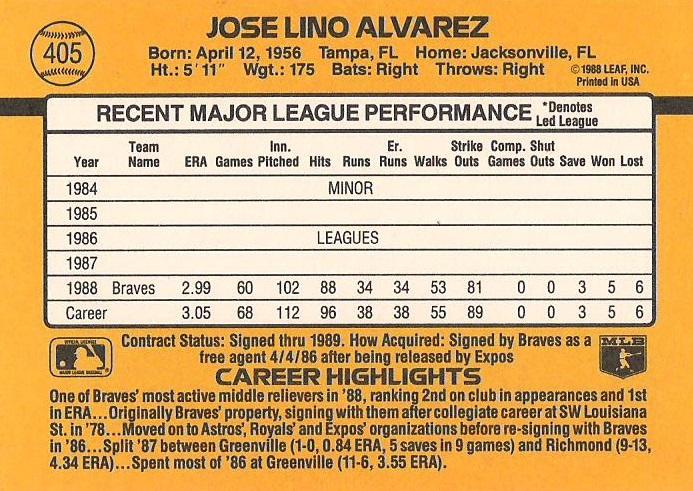 405
JOSE LINO ALVAREZ
Born: April 12, 1956 Tampa, FL Home: Jacksonville, FL
Ht.: 5' 11" Wgt.: 175 Bats: Right Throws: Right
©1988 LEAF, INC.
Printed in USA
RECENT MAJOR LEAGUE PERFORMANCE *Denotes Led League
Year Team Name ERA Games Inn. Pitched Hits Runs Er. Runs Walks Strike Outs Comp. Games Shut Outs Save Won Lost
1984 MINOR
1985
1986 LEAGUES
1987
1988 Braves 2.99 60 102 88 34 34 53 81 0 0 3 5 6
Career 3.05 68 112 96 38 38 55 89 0 0 3 5 6
Contract Status: Signed thru 1989. How Acquired: Signed by Braves as a
free agent 4/4/86 after being released by Expos
MLB
CAREER HIGHLIGHTS
One of Braves' most active middle relievers in '88, ranking 2nd on club in appearances and 1st
in ERA...Originally Braves' property, signing with them after collegiate career at SW Louisiana
St. in '78...Moved on to Astros', Royals' and Expos' organizations before re-signing with Braves
in '86...Split '87 between Greenville (1-0, 0.84 ERA, 5 saves in 9 games) and Richmond (9-13,
4.34 ERA)...Spent most of '86 at Greenville (11-6, 3.55 ERA).